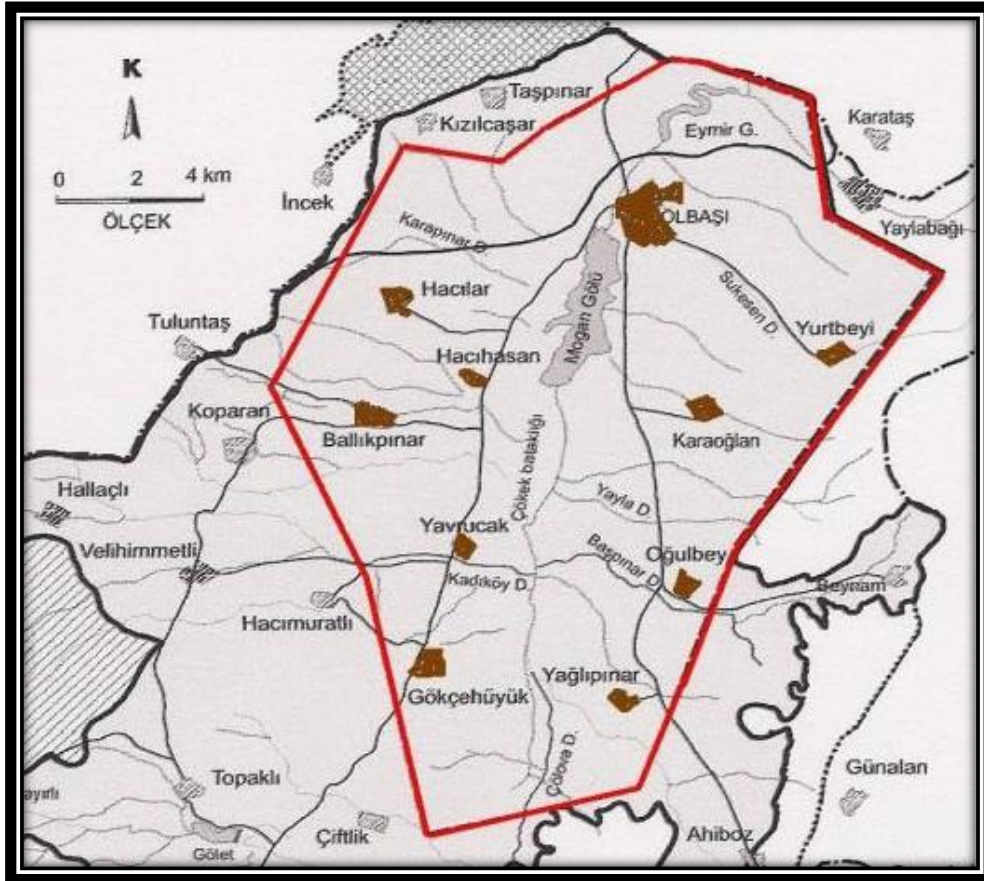 K
0 2 4 km
ÖLÇEK
Taşpınar
Kızılcaşar
İncek
Eymir G.
Karataş
Yaylabağı
ÖLBAŞI
Karapınar D.
Hacılar
Mogan Gölü
Sukesen D.
Yurtbeyi
Tuluntaş
Hacıhasan
Koparan
Ballıkpınar
Karaoğlan
Hallaçlı
Çökek bataklığı
Yayla D.
Yavrucak
Velihimmetli
Kadıköy D.
Başpınar D.
Oğulbey
Beynam
Hacımuratlı
Gökçehüyük
Yağlıpınar
Çölova D.
Topaklı
Günalan
ayırlı
Çiftlik
Gölet
Ahiboz